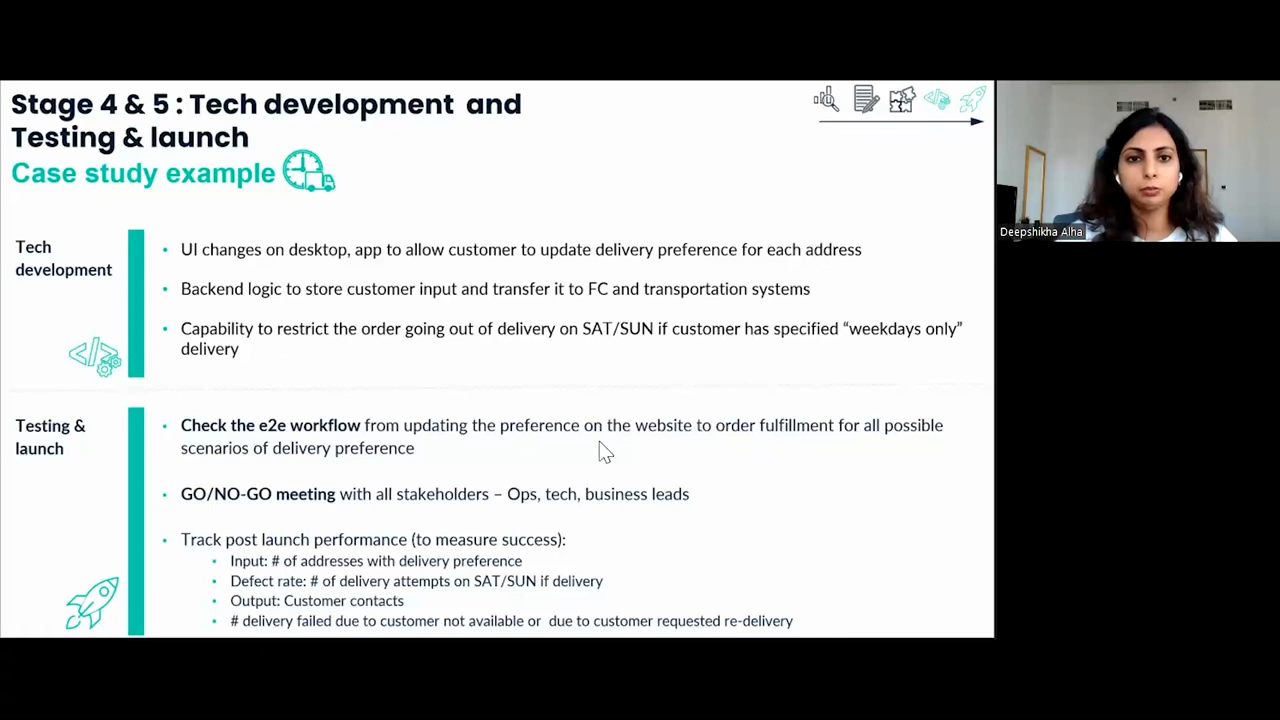 Stage 4 & 5 : Tech development and
Testing & launch
Case study example
Deepshikha Alha
Tech
development
• UI changes on desktop, app to allow customer to update delivery preference for each address
• Backend logic to store customer input and transfer it to FC and transportation systems
• Capability to restrict the order going out of delivery on SAT/SUN if customer has specified “weekdays only”
delivery
Testing &
launch
• Check the e2e workflow from updating the preference on the website to order fulfillment for all possible
scenarios of delivery preference
• GO/NO-GO meeting with all stakeholders – Ops, tech, business leads
• Track post launch performance (to measure success):
• Input: # of addresses with delivery preference
• Defect rate: # of delivery attempts on SAT/SUN if delivery
• Output: Customer contacts
• # delivery failed due to customer not available or due to customer requested re-delivery